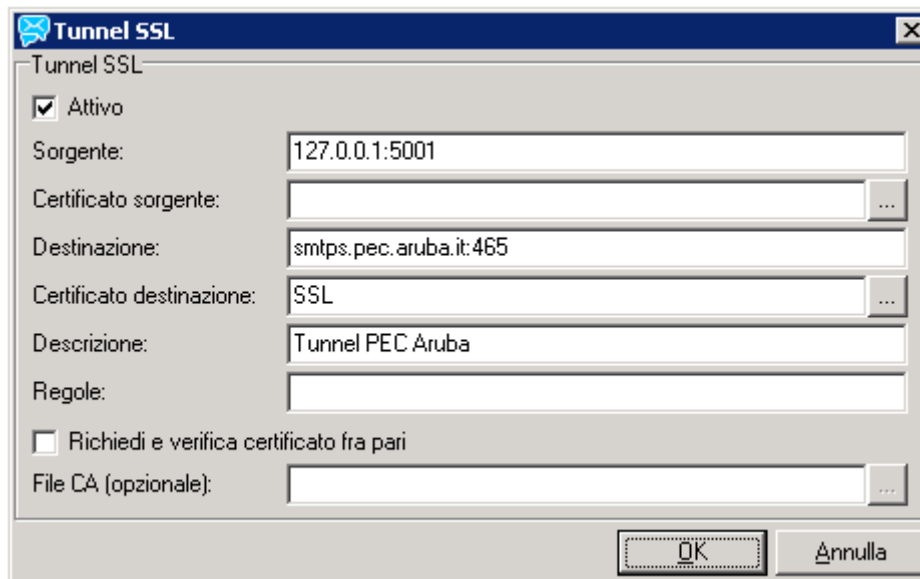 Tunnel SSL
Tunnel SSL
Attivo
Sorgente: 127.0.0.1:5001
Certificato sorgente: ...
Destinazione: smtps.pec.aruba.it:465
Certificato destinazione: SSL ...
Descrizione: Tunnel PEC Aruba
Regole:
Richiedi e verifica certificato fra pari
File CA (opzionale): ...
OK Annulla